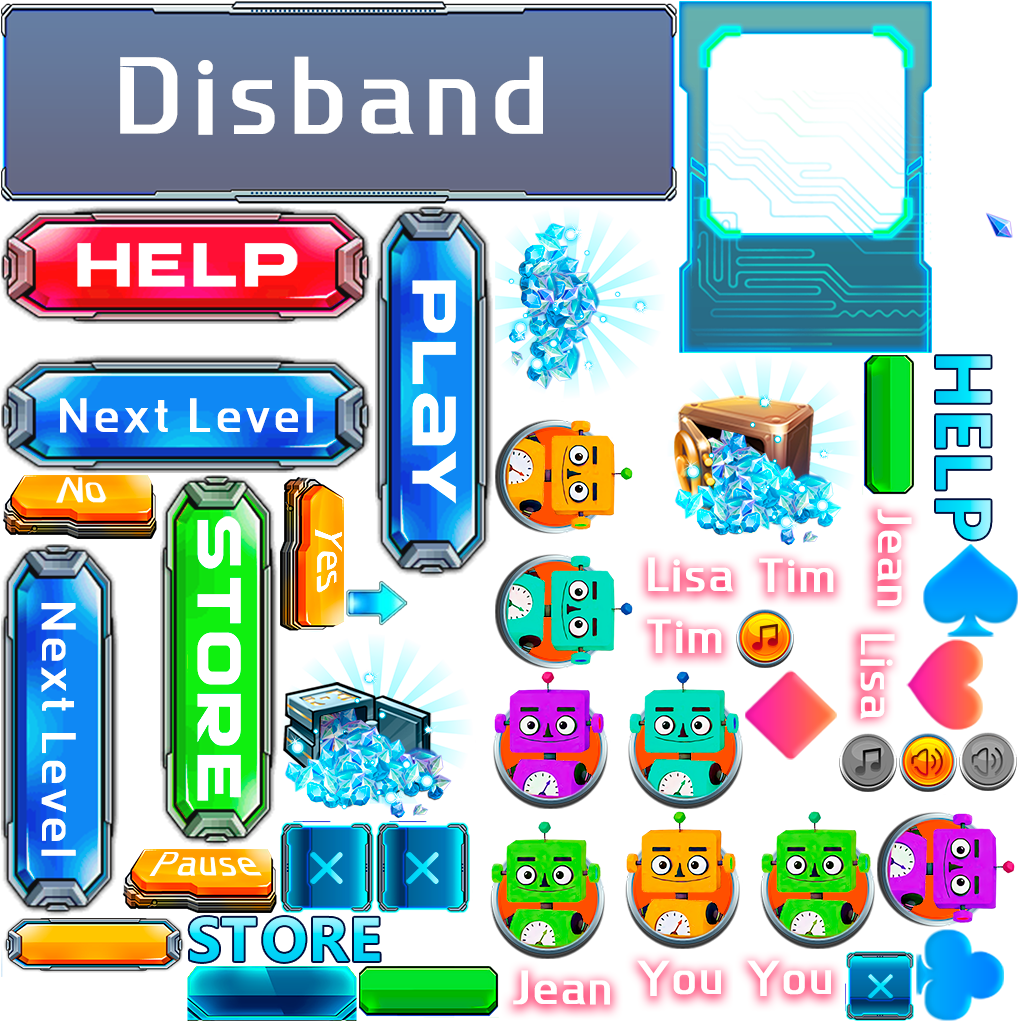 Disband
HELP
PLAY
Next Level
HELP
No
STORE
Yes
Jean
Next Level
Lisa
Tim
Tim
Lisa
Pause
STORE
Jean
You
You